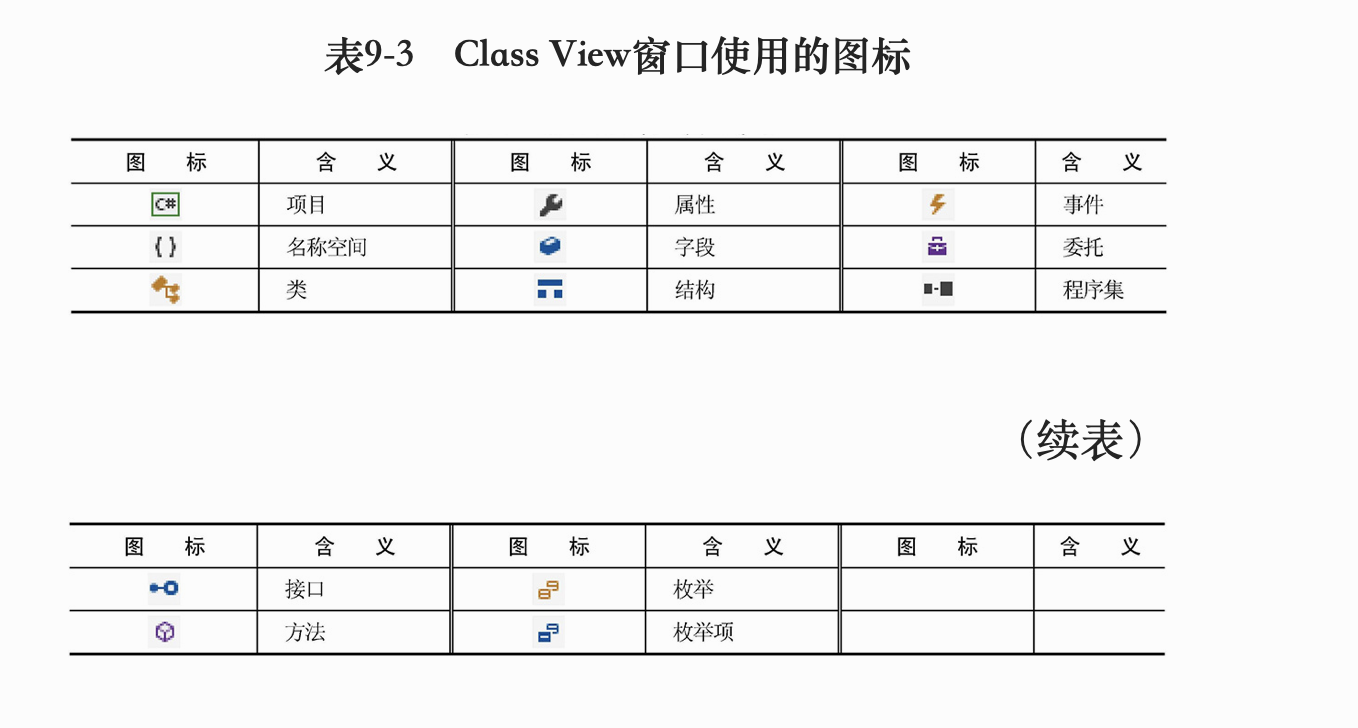 表9-3 Class View窗口使用的图标
图 标 含 义 图 标 含 义 图 标 含 义
C# 项目 属性 事件
{} 名称空间 字段 委托
类 结构 程序集
（续表）
图 标 含 义 图 标 含 义 图 标 含 义
接口 枚举
方法 枚举项